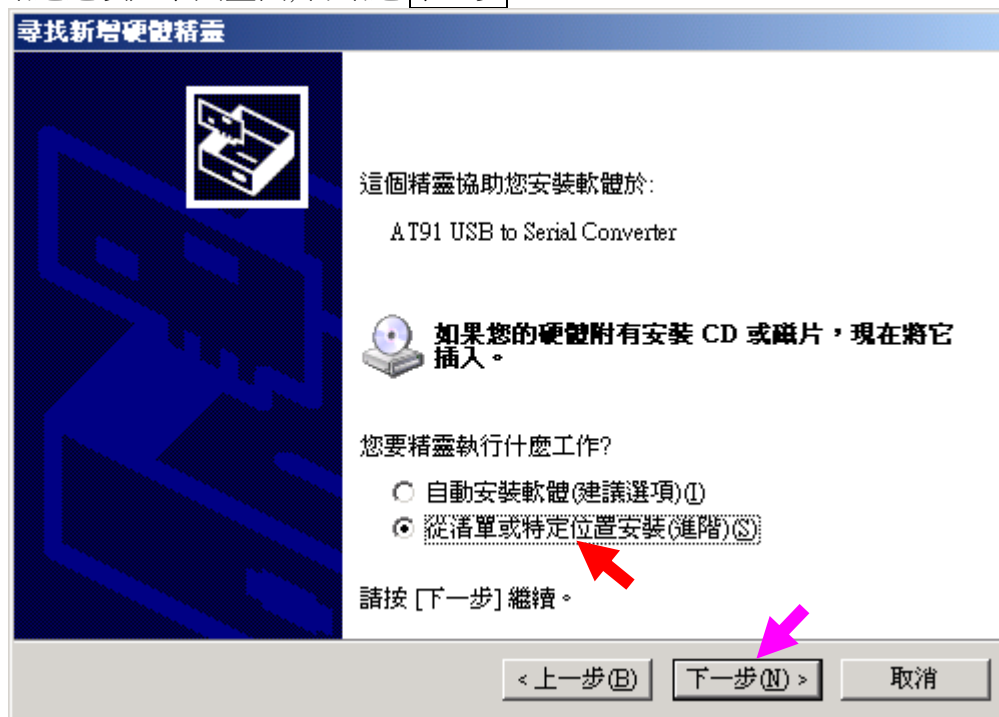 尋找新增硬體精靈
這個精靈協助您安裝軟體於:
AT91 USB to Serial Converter
如果您的硬體附有安裝 CD 或磁片，現在將它
插入。
您要精靈執行什麼工作?
自動安裝軟體(建議選項)(I)
從清單或特定位置安裝(進階)(S)
請按 [下一步] 繼續。
< 上一步(B)
下一步(N) >
取消